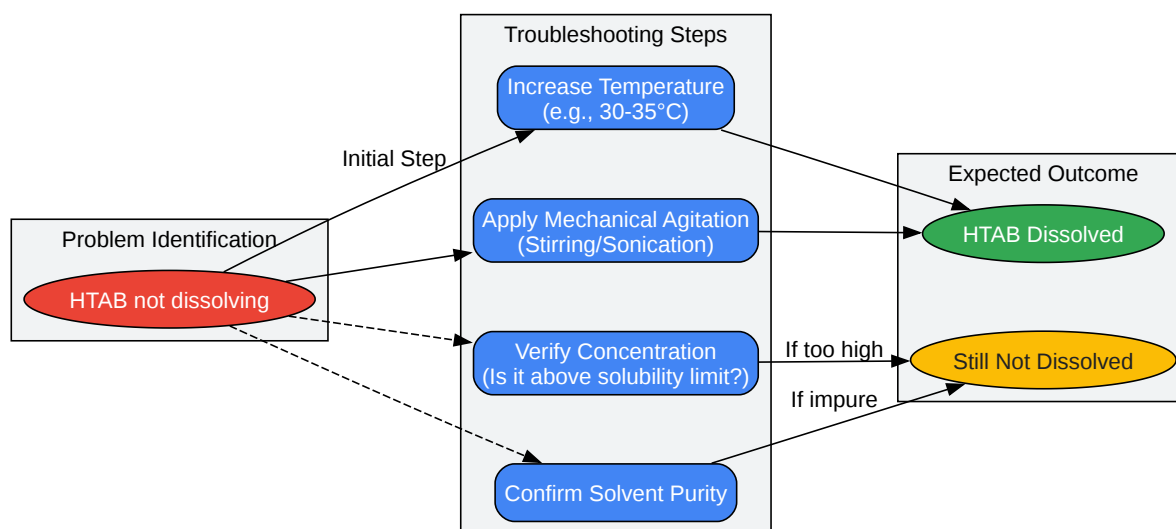 Troubleshooting Steps
Increase Temperature
(e.g., 30-35°C)
Initial Step
Expected Outcome
Apply Mechanical Agitation
(Stirring/Sonication)
HTAB Dissolved
Problem Identification
HTAB not dissolving
Verify Concentration
(Is it above solubility limit?)
If too high
Still Not Dissolved
If impure
Confirm Solvent Purity